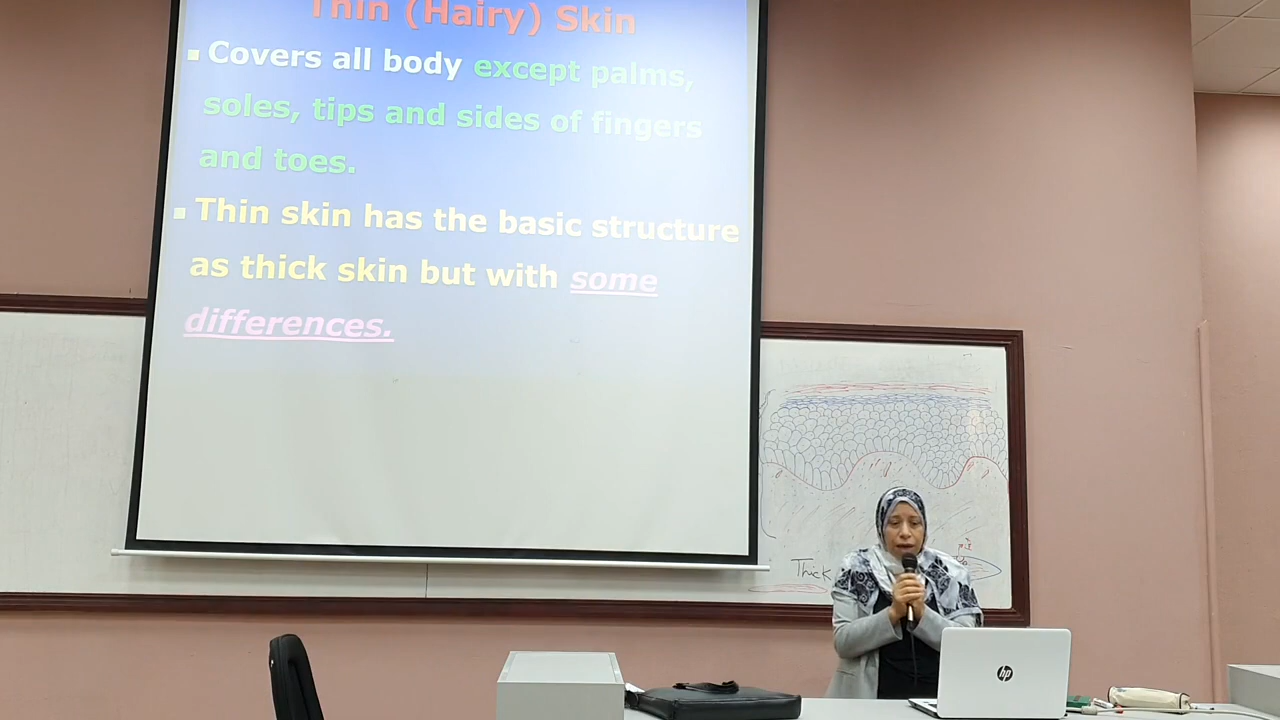 Thin (Hairy) Skin
Covers all body except palms,
soles, tips and sides of fingers
and toes.
Thin skin has the basic structure
as thick skin but with some
differences.
Thick
hp